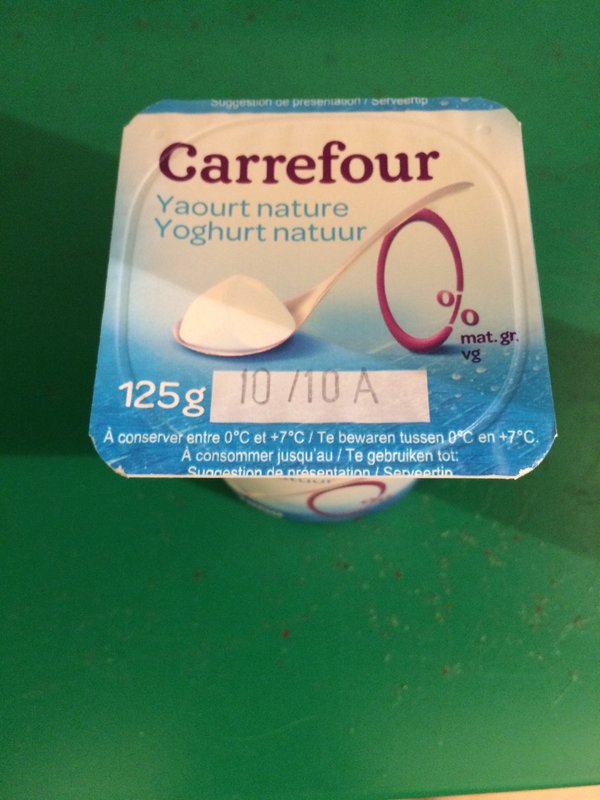 Suggestion de présentation / Serveertip
Carrefour
Yaourt nature
Yoghurt natuur
0%
mat. gr.
vg
125g
10 /10 A
À conserver entre 0°C et +7°C / Te bewaren tussen 0°C en +7°C.
À consommer jusqu'au / Te gebruiken tot:
Suggestion de présentation / Serveertip